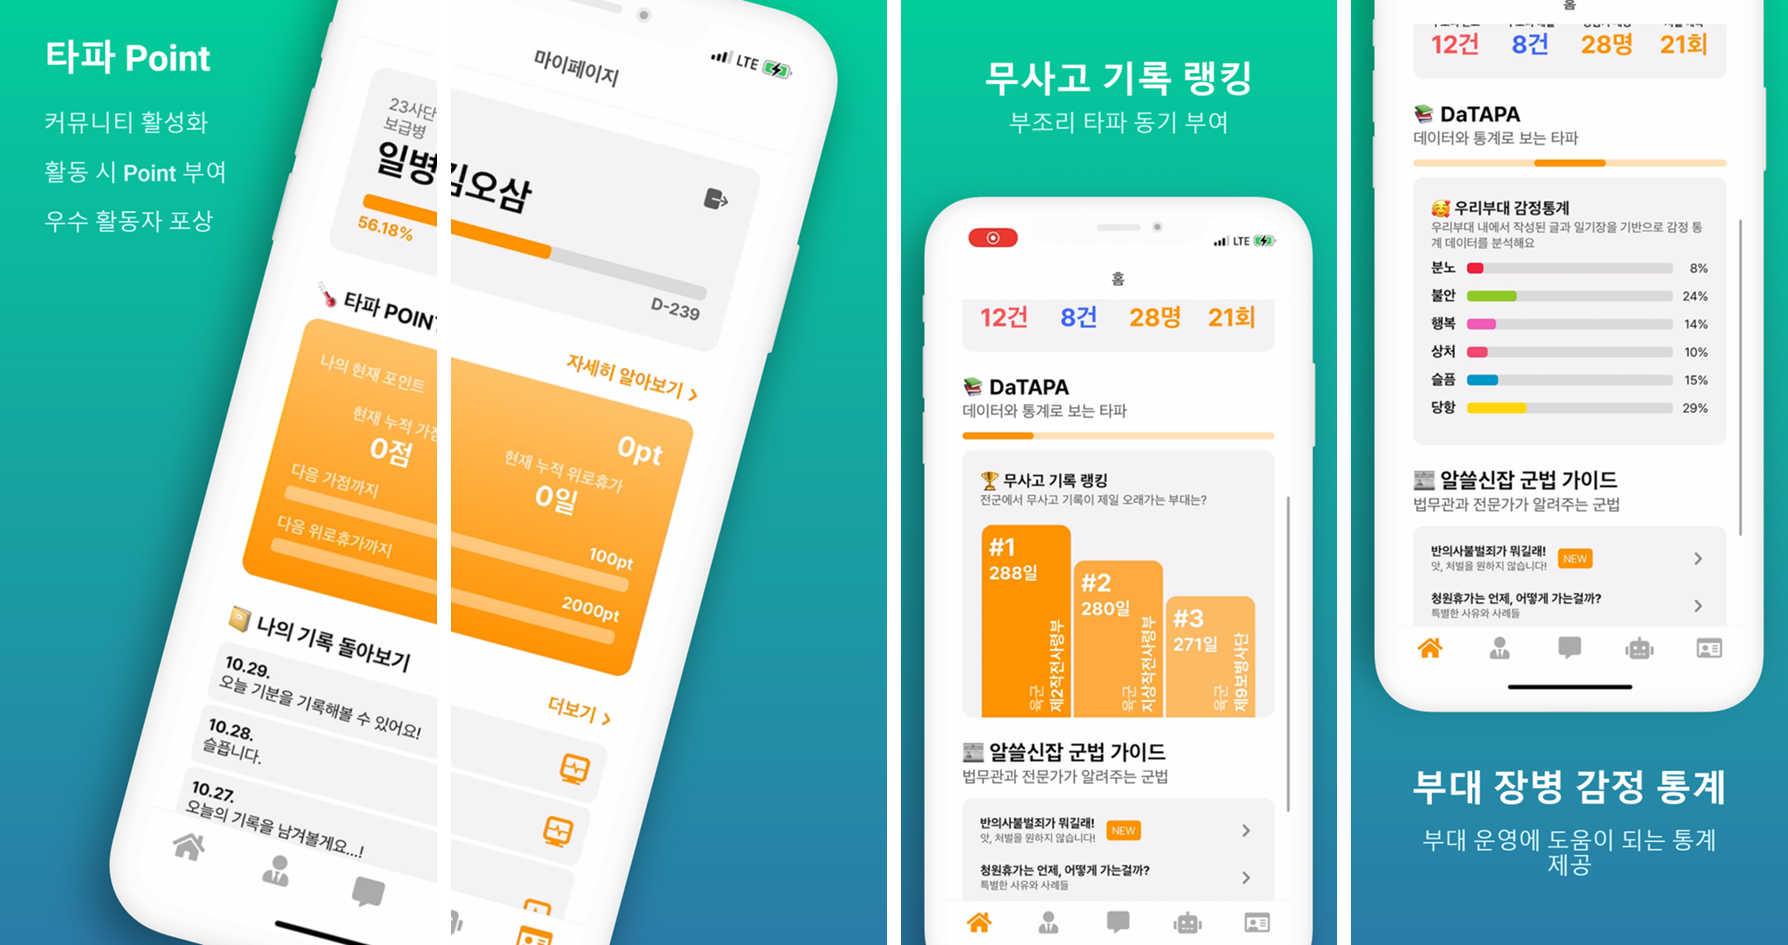 타파 Point
커뮤니티 활성화
활동 시 Point 부여
우수 활동자 포상
LTE
마이페이지
23사단
보급병
일병 김오삼
56.18%
D-239
타파 POINT
자세히 알아보기 >
나의 현재 포인트
0pt
현재 누적 가점
0점
현재 누적 위로휴가
0일
다음 가점까지
100pt
다음 위로휴가까지
2000pt
나의 기록 돌아보기
더보기 >
10.29.
오늘 기분을 기록해볼 수 있어요!
10.28.
슬픕니다.
10.27.
오늘의 기록을 남겨볼게요...!
무사고 기록 랭킹
부조리 타파 동기 부여
LTE
홈
12건 8건 28명 21회
DaTAPA
데이터와 통계로 보는 타파
무사고 기록 랭킹
전군에서 무사고 기록이 제일 오래가는 부대는?
#1
288일
육군
제2작전사령부
#2
280일
육군
지상작전사령부
#3
271일
육군
제9보병사단
알쓸신잡 군법 가이드
법무관과 전문가가 알려주는 군법
반의사불벌죄가 뭐길래! NEW
앗, 처벌을 원하지 않습니다!
청원휴가는 언제, 어떻게 가는걸까?
특별한 사유와 사례들
홈
12건 8건 28명 21회
DaTAPA
데이터와 통계로 보는 타파
우리부대 감정통계
우리부대 내에서 작성된 글과 일기장을 기반으로 감정 통
계 데이터를 분석해요
분노 8%
불안 24%
행복 14%
상처 10%
슬픔 15%
당황 29%
알쓸신잡 군법 가이드
법무관과 전문가가 알려주는 군법
반의사불벌죄가 뭐길래! NEW
앗, 처벌을 원하지 않습니다!
청원휴가는 언제, 어떻게 가는걸까?
특별한 사유와 사례들
부대 장병 감정 통계
부대 운영에 도움이 되는 통계
제공